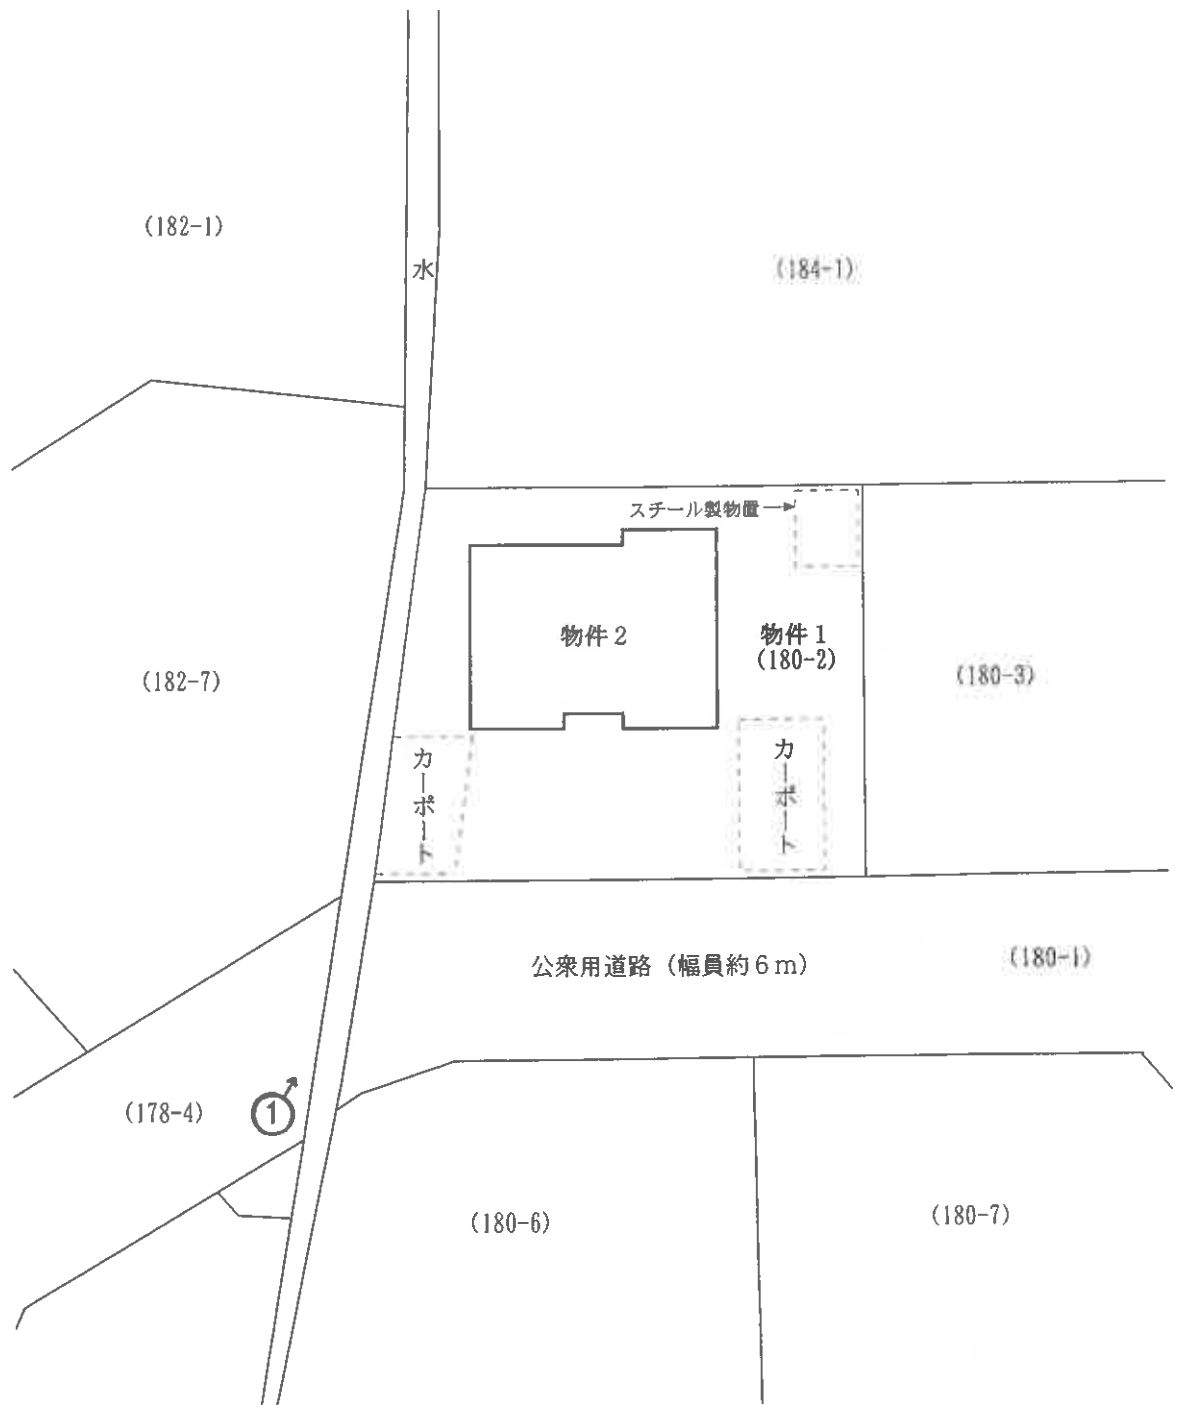 (182-1)
水
(184-1)
スチール製物置
物件2
物件1
(180-2)
(182-7)
(180-3)
カーポート
カーポート
公衆用道路（幅員約6m）
(180-1)
(178-4)
1
(180-6)
(180-7)